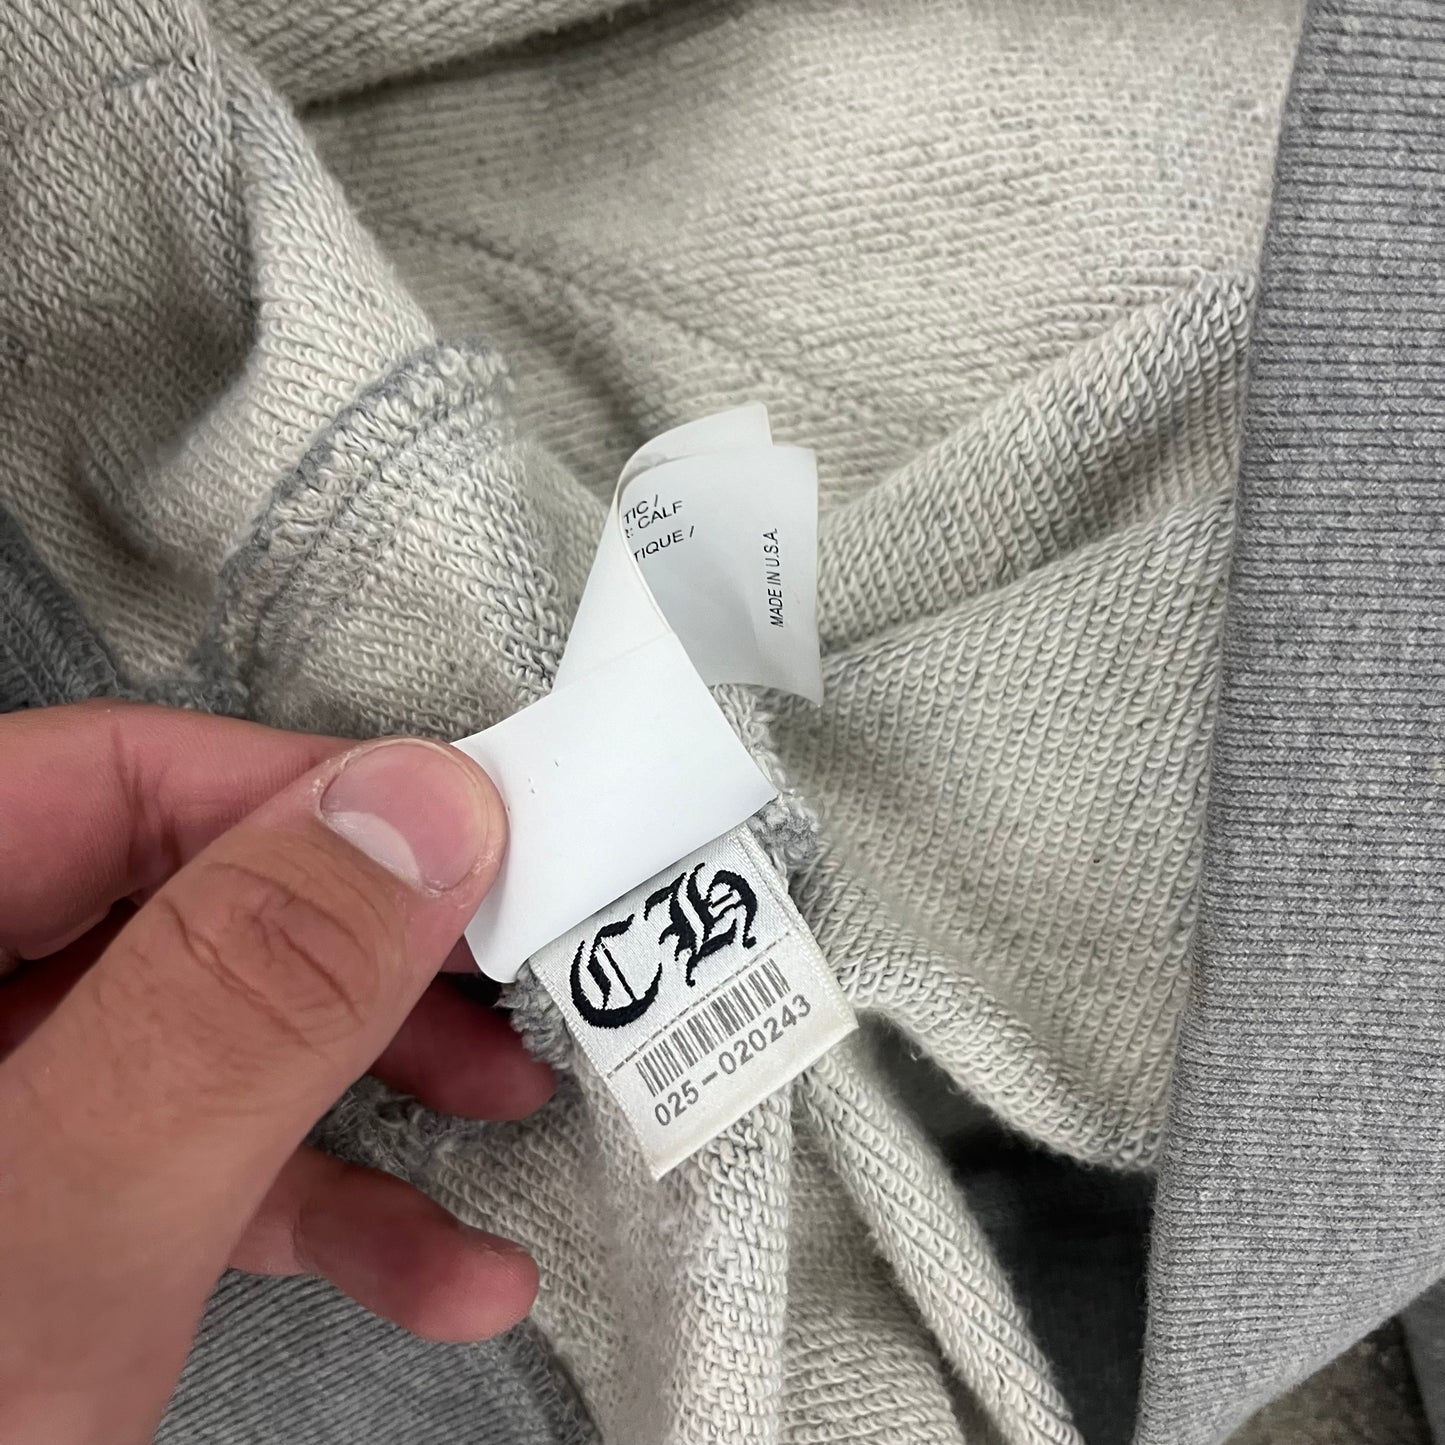 TIC /
: CALF
TIQUE /
MADE IN U.S.A.
CH
025-020243